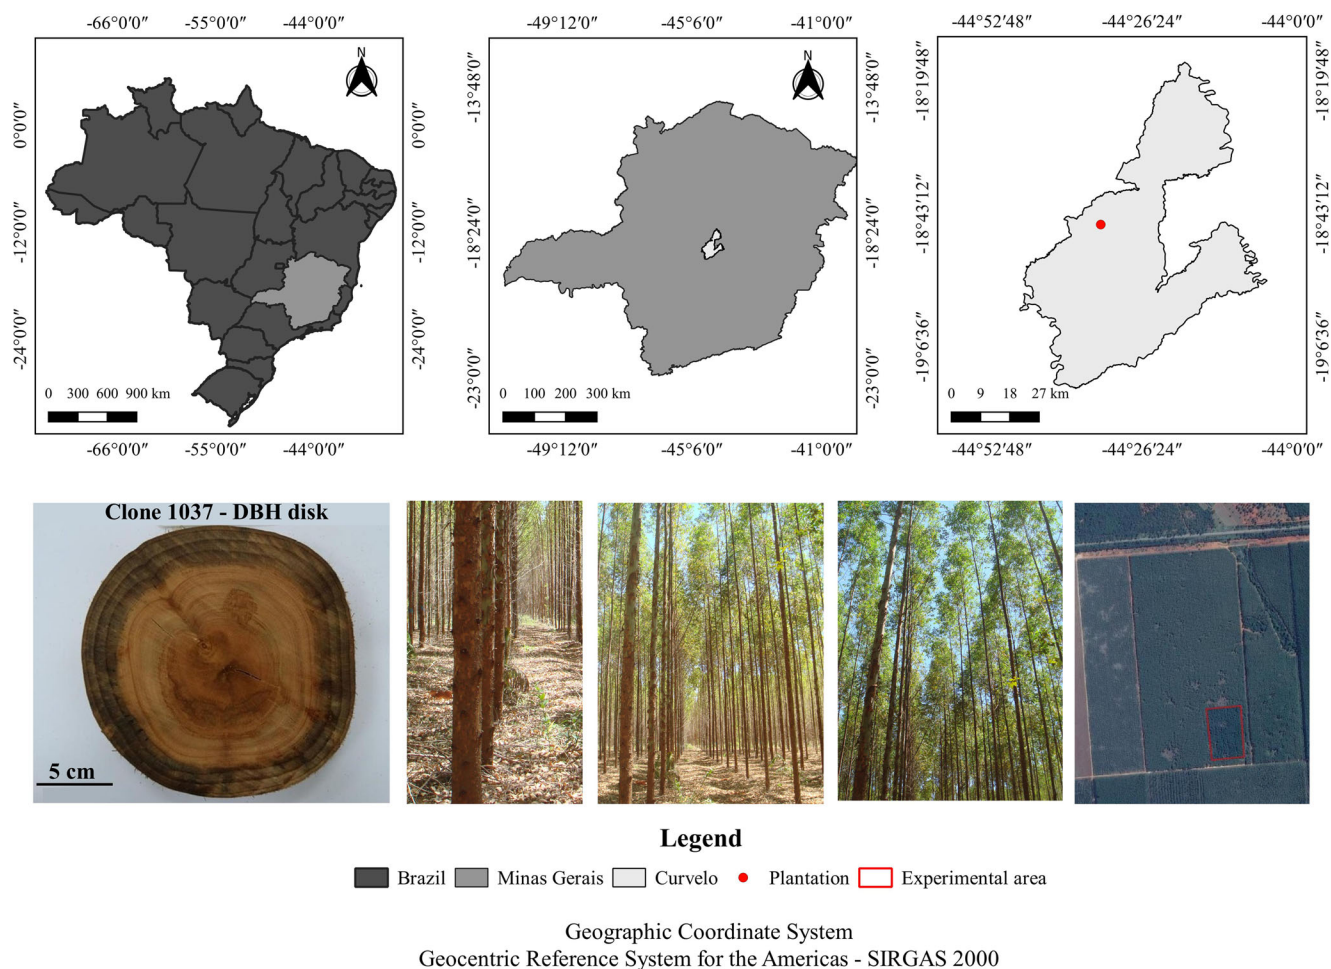 -66°0′0″ -55°0′0″ -44°0′0″
N
0°0′0″
-12°0′0″
-24°0′0″
0°0′0″
-12°0′0″
-24°0′0″
0 300 600 900 km
-66°0′0″ -55°0′0″ -44°0′0″
-49°12′0″ -45°6′0″ -41°0′0″
N
-13°48′0″
-18°24′0″
-23°0′0″
-13°48′0″
-18°24′0″
-23°0′0″
0 100 200 300 km
-49°12′0″ -45°6′0″ -41°0′0″
-44°52′48″ -44°26′24″ -44°0′0″
-18°19′48″
-18°43′12″
-19°6′36″
-18°19′48″
-18°43′12″
-19°6′36″
0 9 18 27 km
-44°52′48″ -44°26′24″ -44°0′0″
Clone 1037 - DBH disk
5 cm
Legend
Brazil Minas Gerais Curvelo Plantation Experimental area
Geographic Coordinate System
Geocentric Reference System for the Americas - SIRGAS 2000